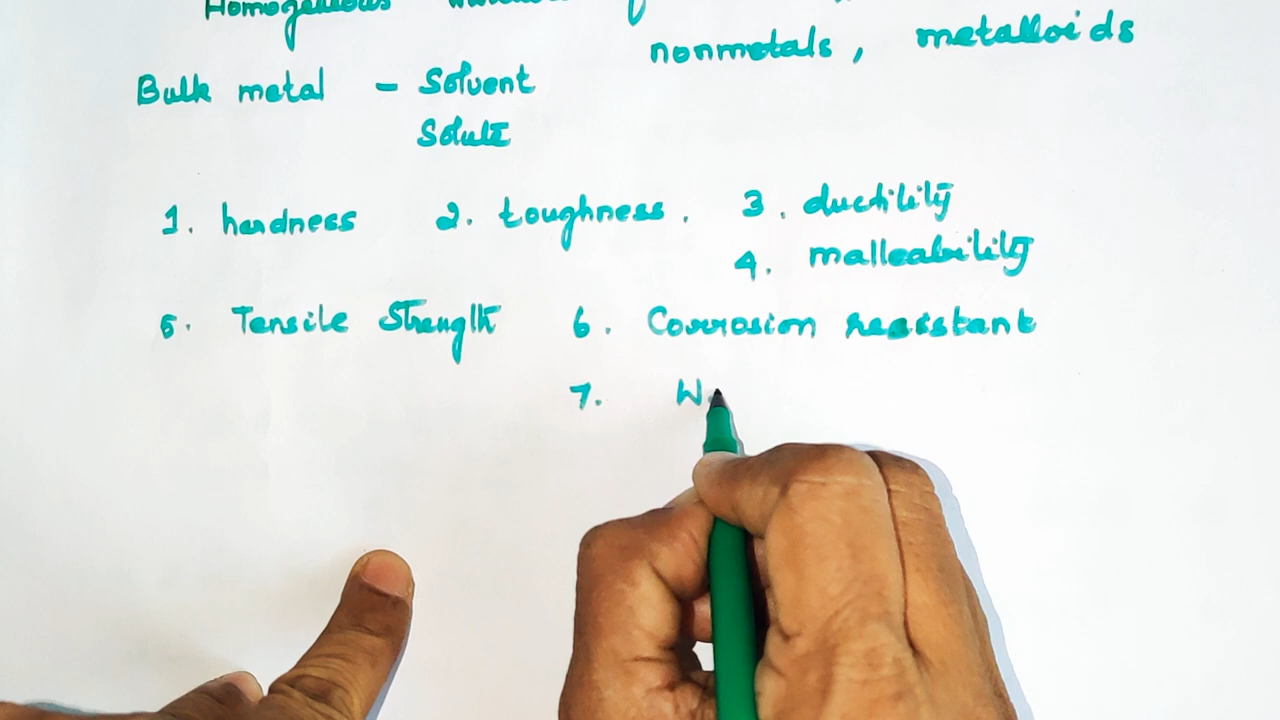 Homogeneous
nonmetals, metalloids
Bulk metal - Solvent
Solute
1. hardness 2. toughness. 3. ductility
4. malleability
5. Tensile Strength 6. Corrosion resistant
7. W